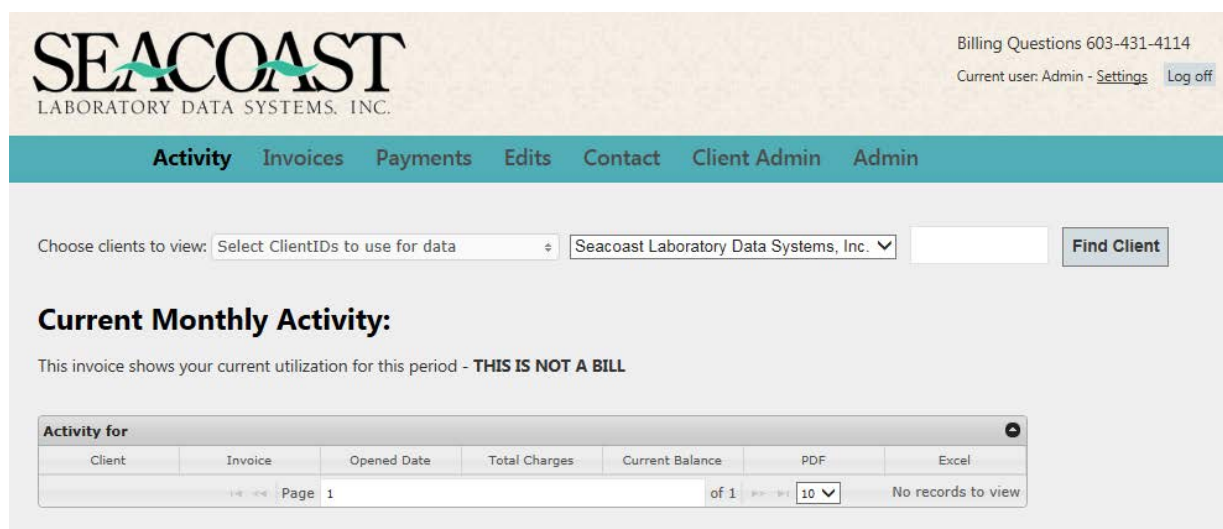 SEACOAST
LABORATORY DATA SYSTEMS, INC.
Billing Questions 603-431-4114
Current user: Admin - Settings Log off
Activity Invoices Payments Edits Contact Client Admin Admin
Choose clients to view: Select ClientIDs to use for data Seacoast Laboratory Data Systems, Inc. Find Client
Current Monthly Activity:
This invoice shows your current utilization for this period - THIS IS NOT A BILL
Activity for
Client Invoice Opened Date Total Charges Current Balance PDF Excel
Page 1 of 1 10 No records to view